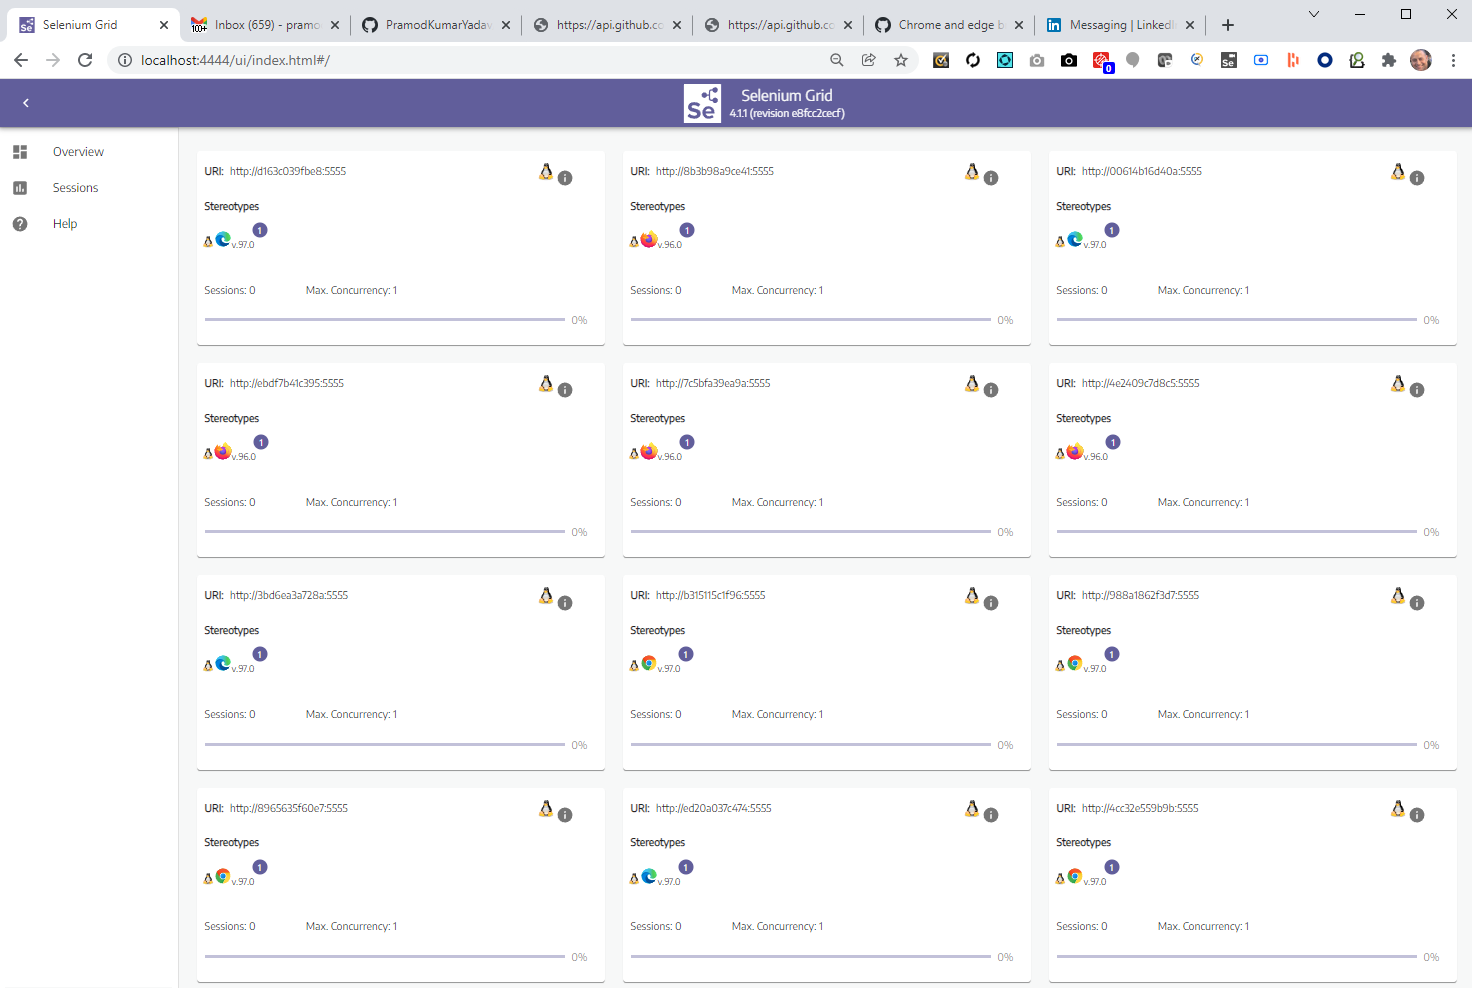 Selenium Grid
Inbox (659) - pramo
PramodKumarYadav
https://api.github.co
https://api.github.co
Chrome and edge b
Messaging | LinkedI
localhost:4444/ui/index.html#/
0
Se
Selenium Grid
4.1.1 (revision e8fcc2cecf)
Overview
Sessions
Help
URI: http://d163c039fbe8:5555
Stereotypes
v.97.0 1
Sessions: 0 Max. Concurrency: 1
0%
URI: http://8b3b98a9ce41:5555
Stereotypes
v.96.0 1
Sessions: 0 Max. Concurrency: 1
0%
URI: http://00614b16d40a:5555
Stereotypes
v.97.0 1
Sessions: 0 Max. Concurrency: 1
0%
URI: http://ebdf7b41c395:5555
Stereotypes
v.96.0 1
Sessions: 0 Max. Concurrency: 1
0%
URI: http://7c5bfa39ea9a:5555
Stereotypes
v.96.0 1
Sessions: 0 Max. Concurrency: 1
0%
URI: http://4e2409c7d8c5:5555
Stereotypes
v.96.0 1
Sessions: 0 Max. Concurrency: 1
0%
URI: http://3bd6ea3a728a:5555
Stereotypes
v.97.0 1
Sessions: 0 Max. Concurrency: 1
0%
URI: http://b315115c1f96:5555
Stereotypes
v.97.0 1
Sessions: 0 Max. Concurrency: 1
0%
URI: http://988a1862f3d7:5555
Stereotypes
v.97.0 1
Sessions: 0 Max. Concurrency: 1
0%
URI: http://8965635f60e7:5555
Stereotypes
v.97.0 1
Sessions: 0 Max. Concurrency: 1
0%
URI: http://ed20a037c474:5555
Stereotypes
v.97.0 1
Sessions: 0 Max. Concurrency: 1
0%
URI: http://4cc32e559b9b:5555
Stereotypes
v.97.0 1
Sessions: 0 Max. Concurrency: 1
0%